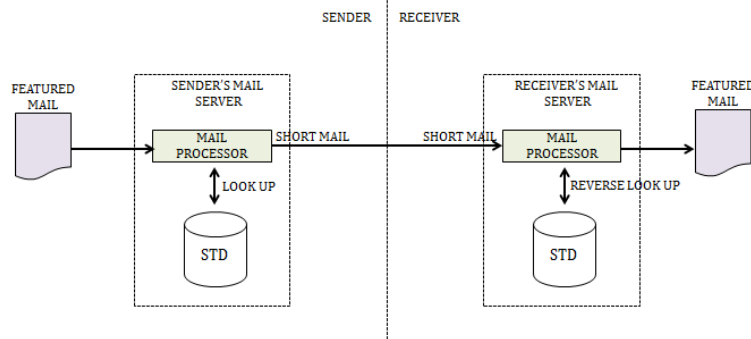 SENDER
RECEIVER
FEATURED
MAIL
SENDER'S MAIL
SERVER
MAIL
PROCESSOR
SHORT MAIL
LOOK UP
STD
RECEIVER'S MAIL
SERVER
SHORT MAIL
MAIL
PROCESSOR
REVERSE LOOK UP
STD
FEATURED
MAIL